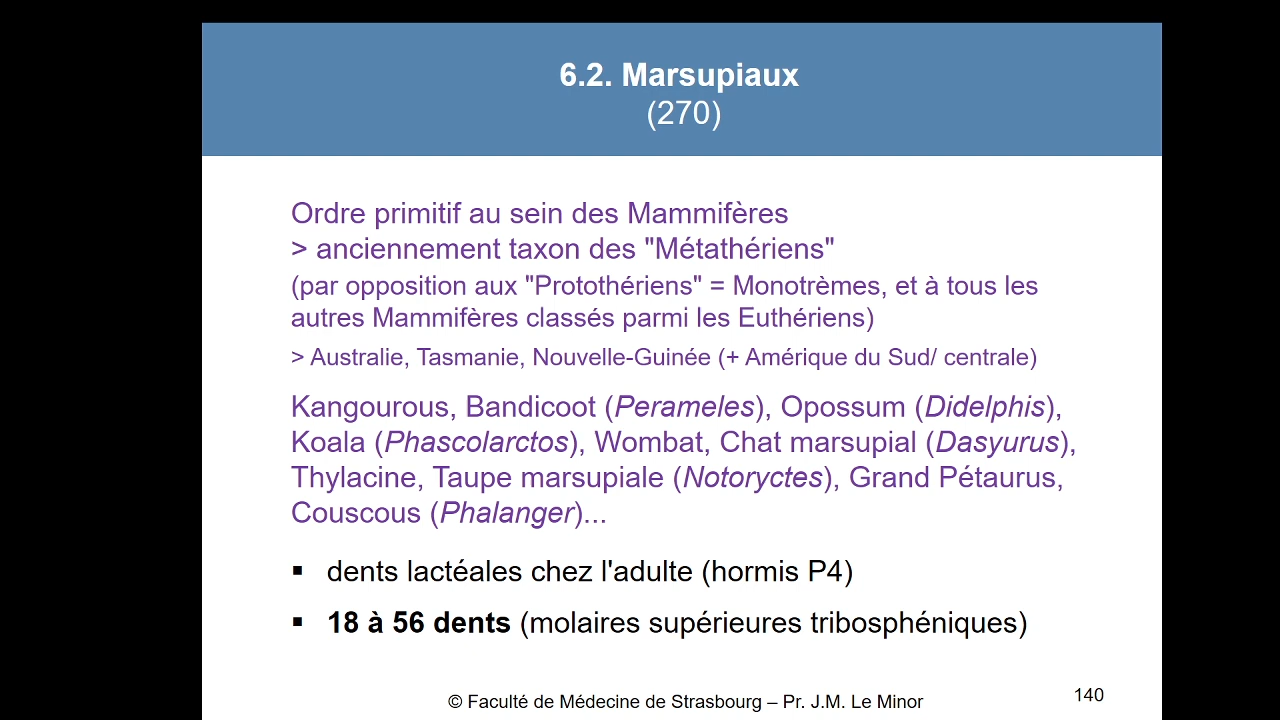 6.2. Marsupiaux
(270)
Ordre primitif au sein des Mammifères
> anciennement taxon des "Métathériens"
(par opposition aux "Protothériens" = Monotrèmes, et à tous les
autres Mammifères classés parmi les Euthériens)
> Australie, Tasmanie, Nouvelle-Guinée (+ Amérique du Sud/ centrale)
Kangourous, Bandicoot (Perameles), Opossum (Didelphis),
Koala (Phascolarctos), Wombat, Chat marsupial (Dasyurus),
Thylacine, Taupe marsupiale (Notoryctes), Grand Pétaurus,
Couscous (Phalanger)...
▪ dents lactéales chez l'adulte (hormis P4)
▪ 18 à 56 dents (molaires supérieures tribosphéniques)
© Faculté de Médecine de Strasbourg – Pr. J.M. Le Minor
140